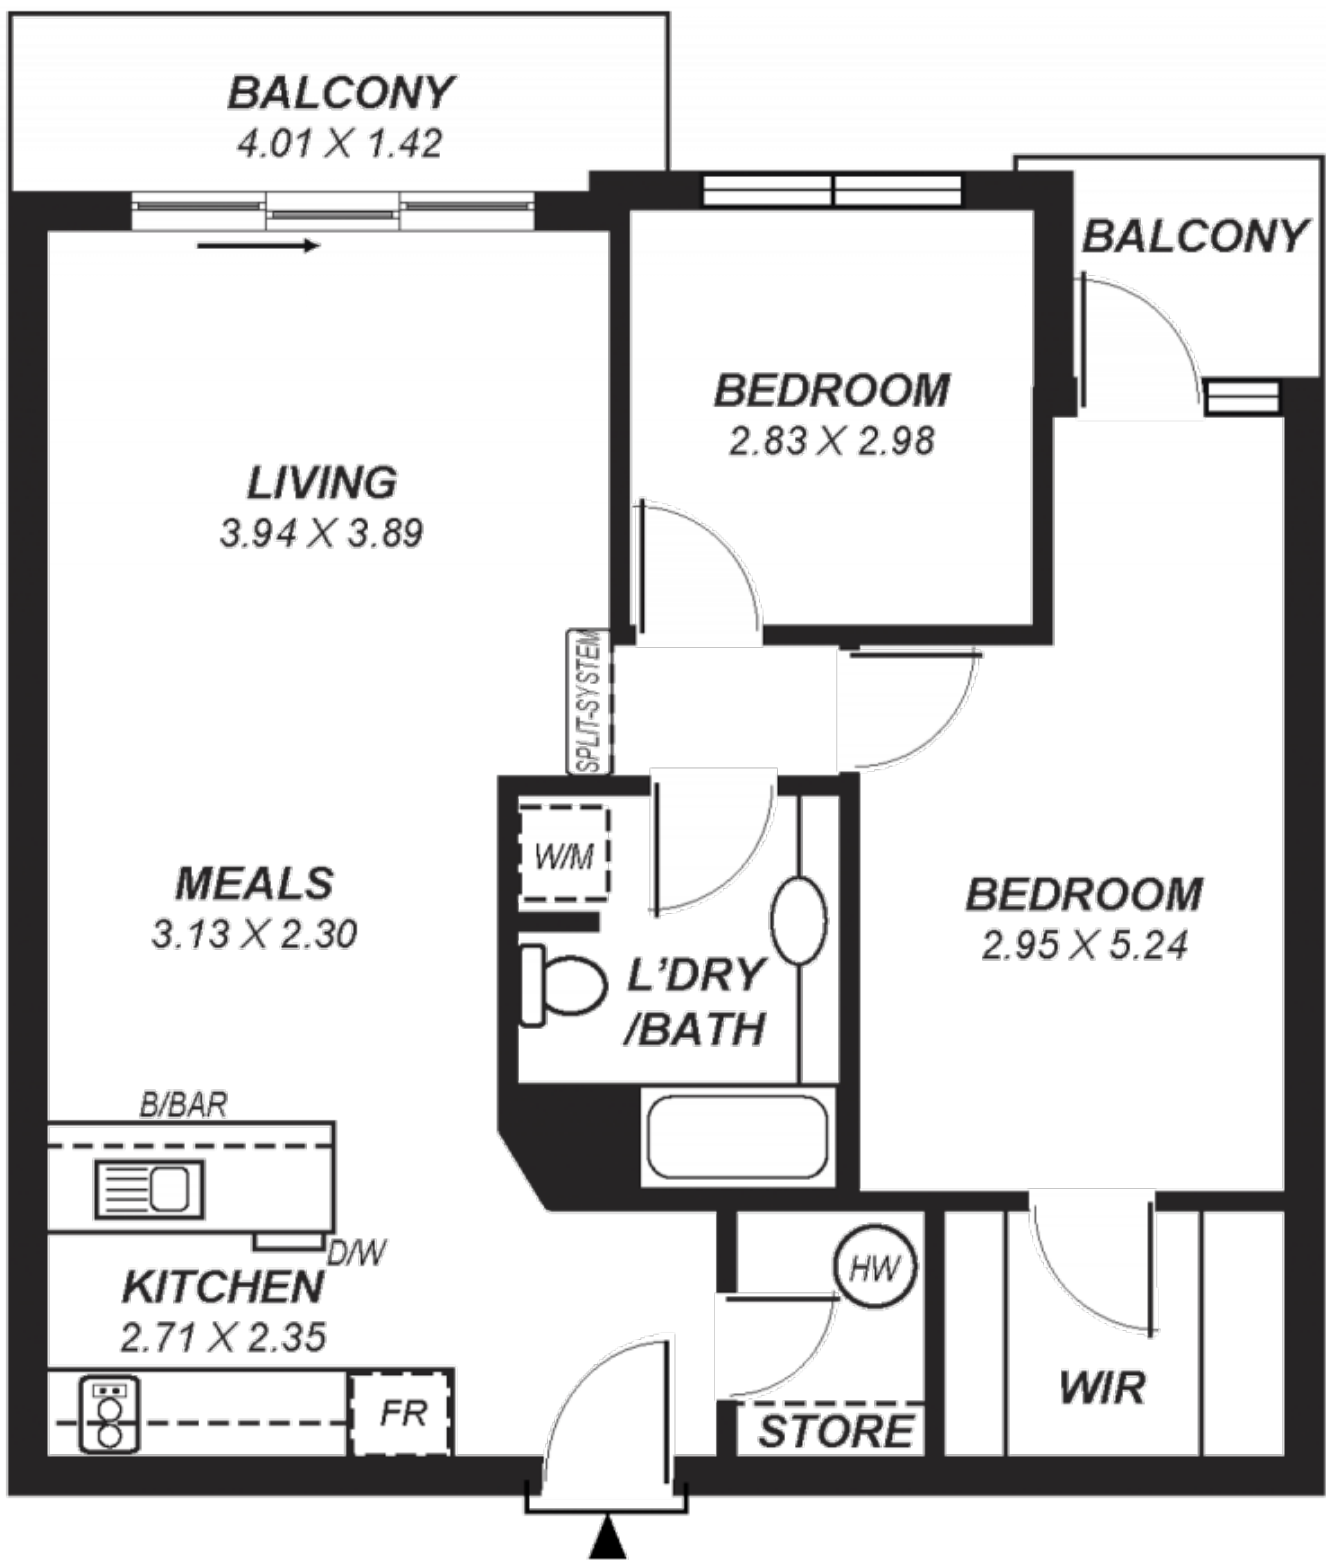 BALCONY
4.01 X 1.42
BALCONY
BEDROOM
2.83 X 2.98
LIVING
3.94 X 3.89
SPLIT-SYSTEM
W/M
MEALS
3.13 X 2.30
BEDROOM
2.95 X 5.24
L'DRY
/BATH
B/BAR
D/W
KITCHEN
2.71 X 2.35
HW
WIR
FR
STORE